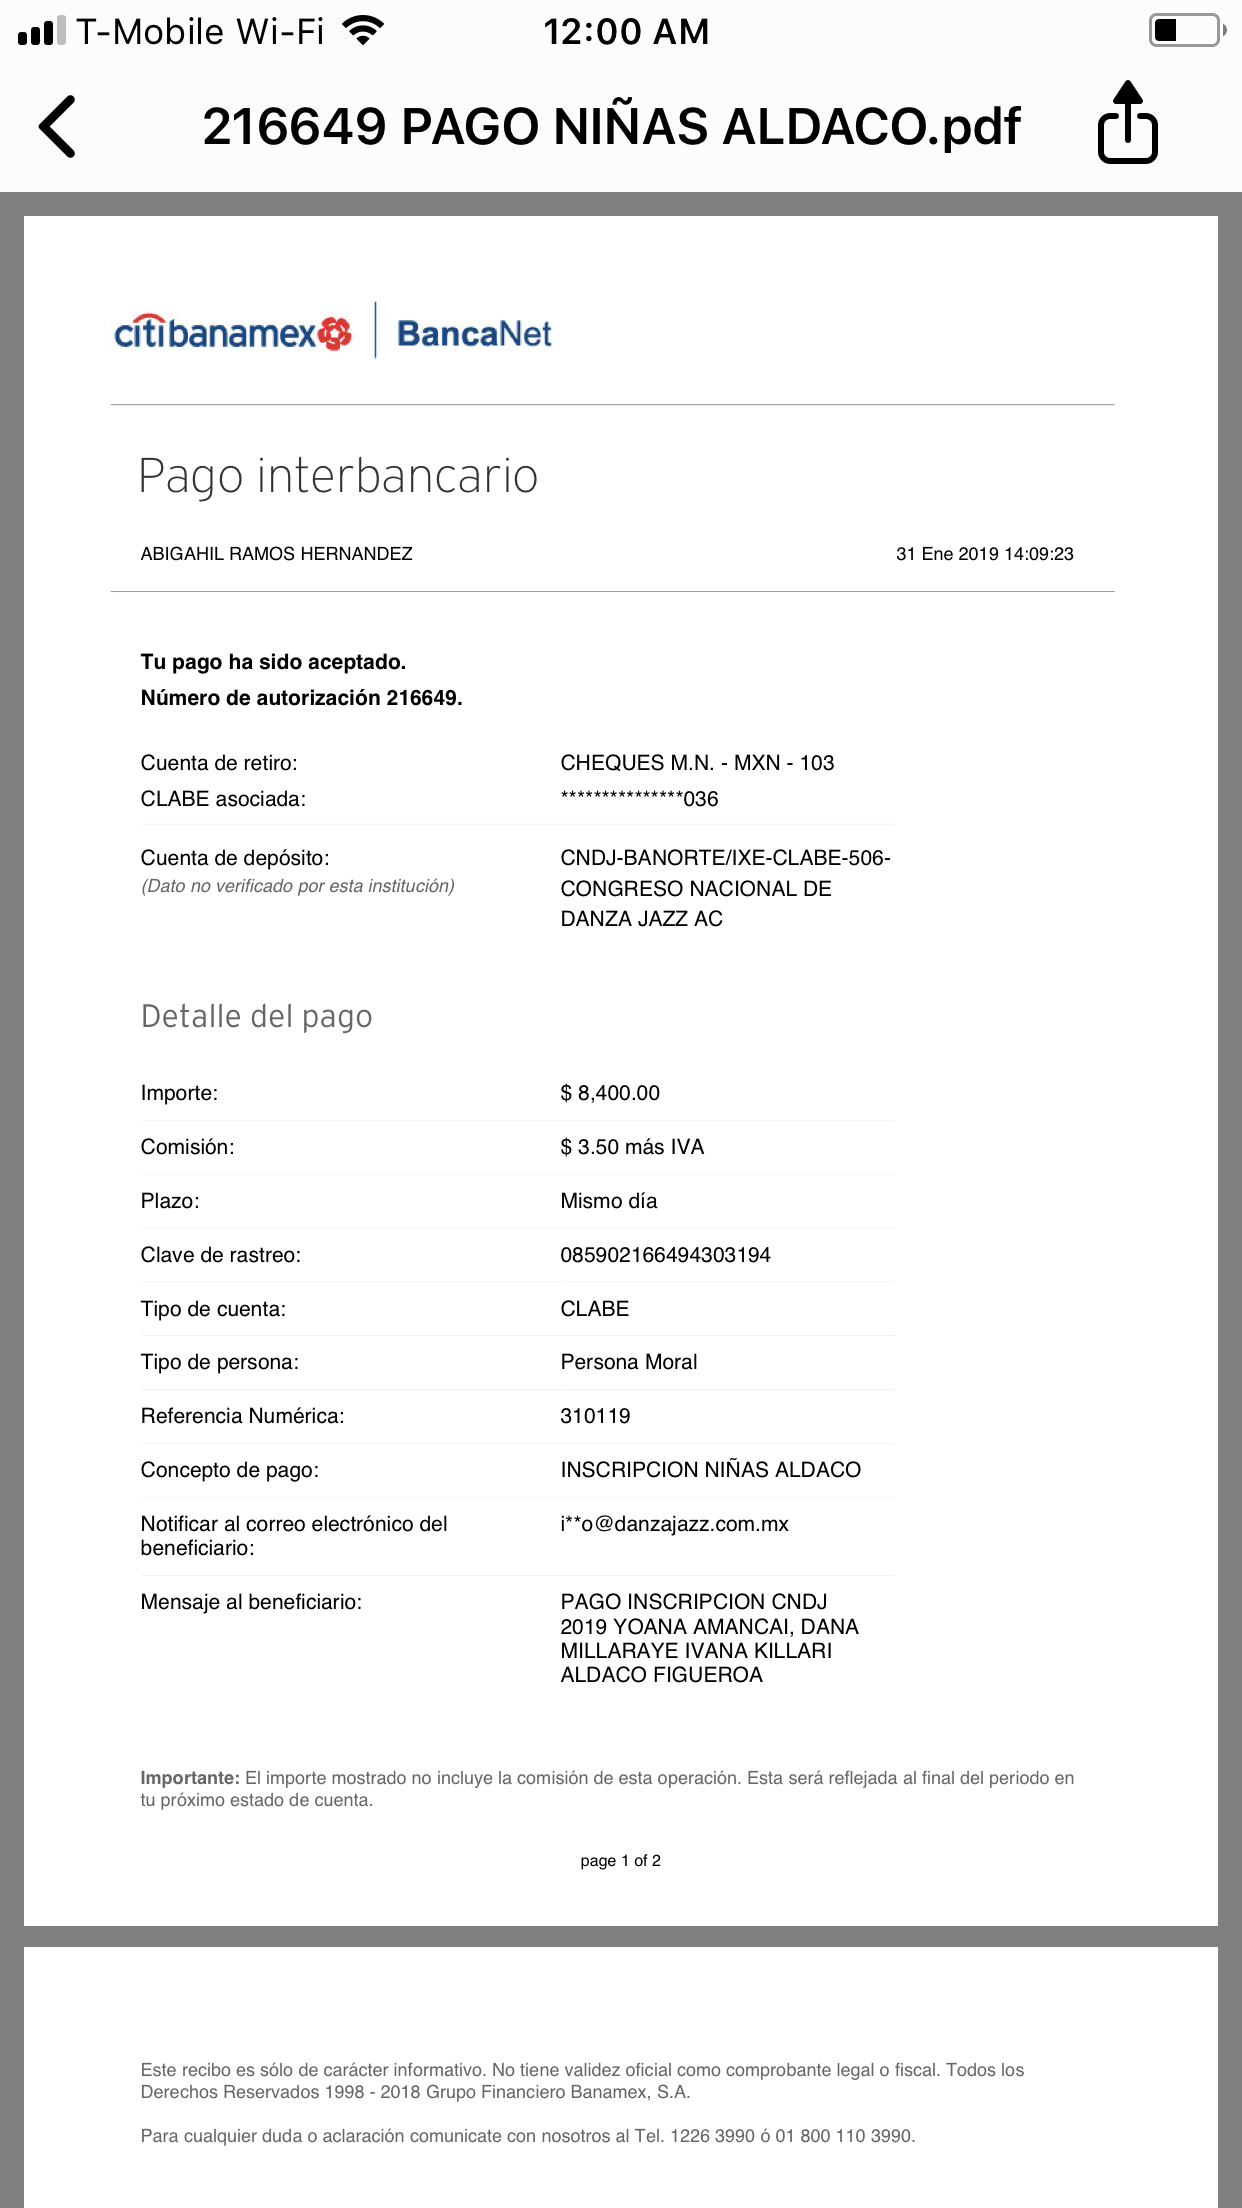 T-Mobile Wi-Fi 12:00 AM
216649 PAGO NIÑAS ALDACO.pdf
citibanamex BancaNet
Pago interbancario
ABIGAHIL RAMOS HERNANDEZ 31 Ene 2019 14:09:23
Tu pago ha sido aceptado.
Número de autorización 216649.
Cuenta de retiro: CHEQUES M.N. - MXN - 103
CLABE asociada: ***************036
Cuenta de depósito: CNDJ-BANORTE/IXE-CLABE-506-
(Dato no verificado por esta institución) CONGRESO NACIONAL DE
DANZA JAZZ AC
Detalle del pago
Importe: $ 8,400.00
Comisión: $ 3.50 más IVA
Plazo: Mismo día
Clave de rastreo: 085902166494303194
Tipo de cuenta: CLABE
Tipo de persona: Persona Moral
Referencia Numérica: 310119
Concepto de pago: INSCRIPCION NIÑAS ALDACO
Notificar al correo electrónico del i**o@danzajazz.com.mx
beneficiario:
Mensaje al beneficiario: PAGO INSCRIPCION CNDJ
2019 YOANA AMANCAI, DANA
MILLARAYE IVANA KILLARI
ALDACO FIGUEROA
Importante: El importe mostrado no incluye la comisión de esta operación. Esta será reflejada al final del periodo en
tu próximo estado de cuenta.
page 1 of 2
Este recibo es sólo de carácter informativo. No tiene validez oficial como comprobante legal o fiscal. Todos los
Derechos Reservados 1998 - 2018 Grupo Financiero Banamex, S.A.
Para cualquier duda o aclaración comunicate con nosotros al Tel. 1226 3990 ó 01 800 110 3990.